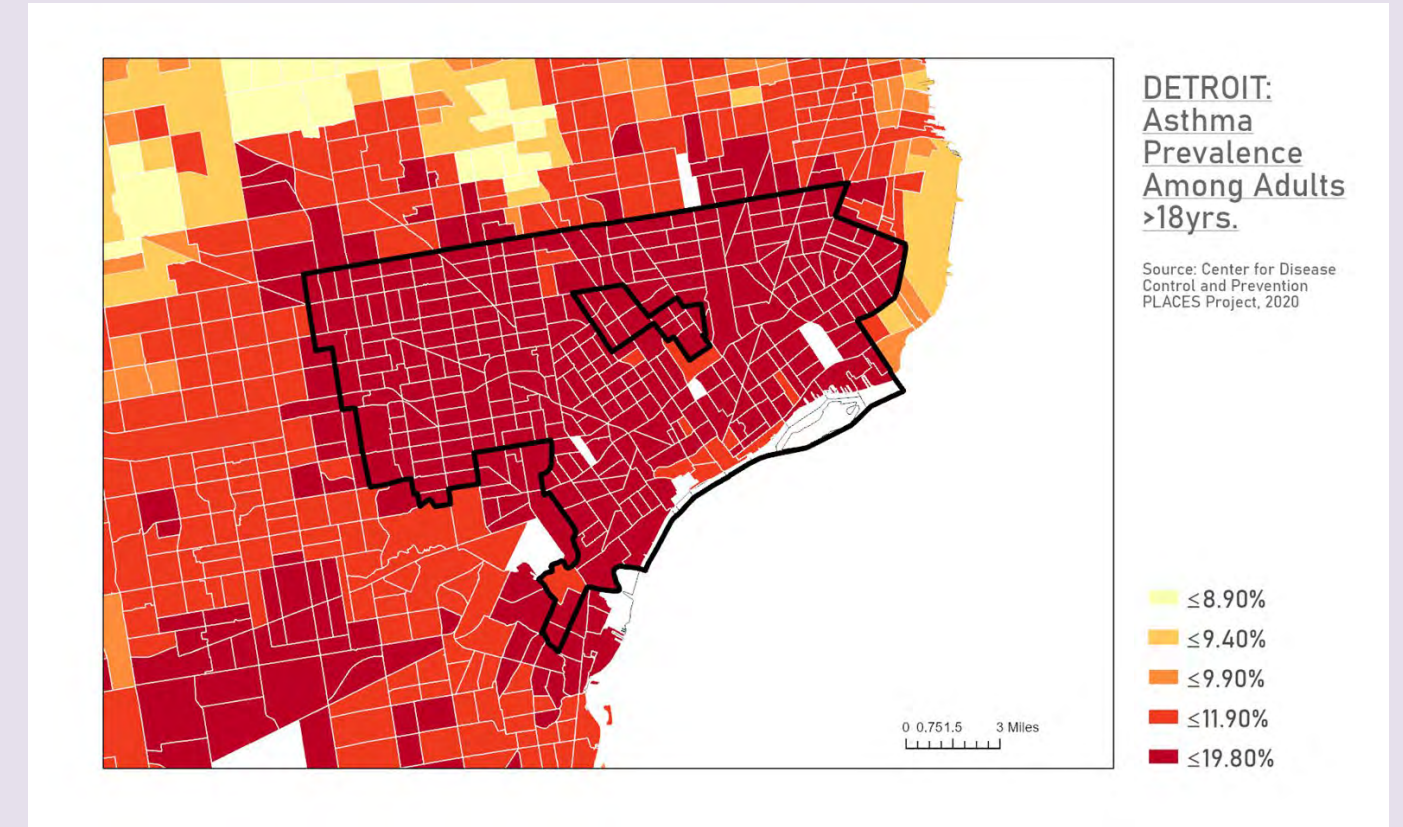 DETROIT:
Asthma
Prevalence
Among Adults
>18yrs.
Source: Center for Disease
Control and Prevention
PLACES Project, 2020
≤8.90%
≤9.40%
≤9.90%
≤11.90%
≤19.80%
0 0.751.5 3 Miles